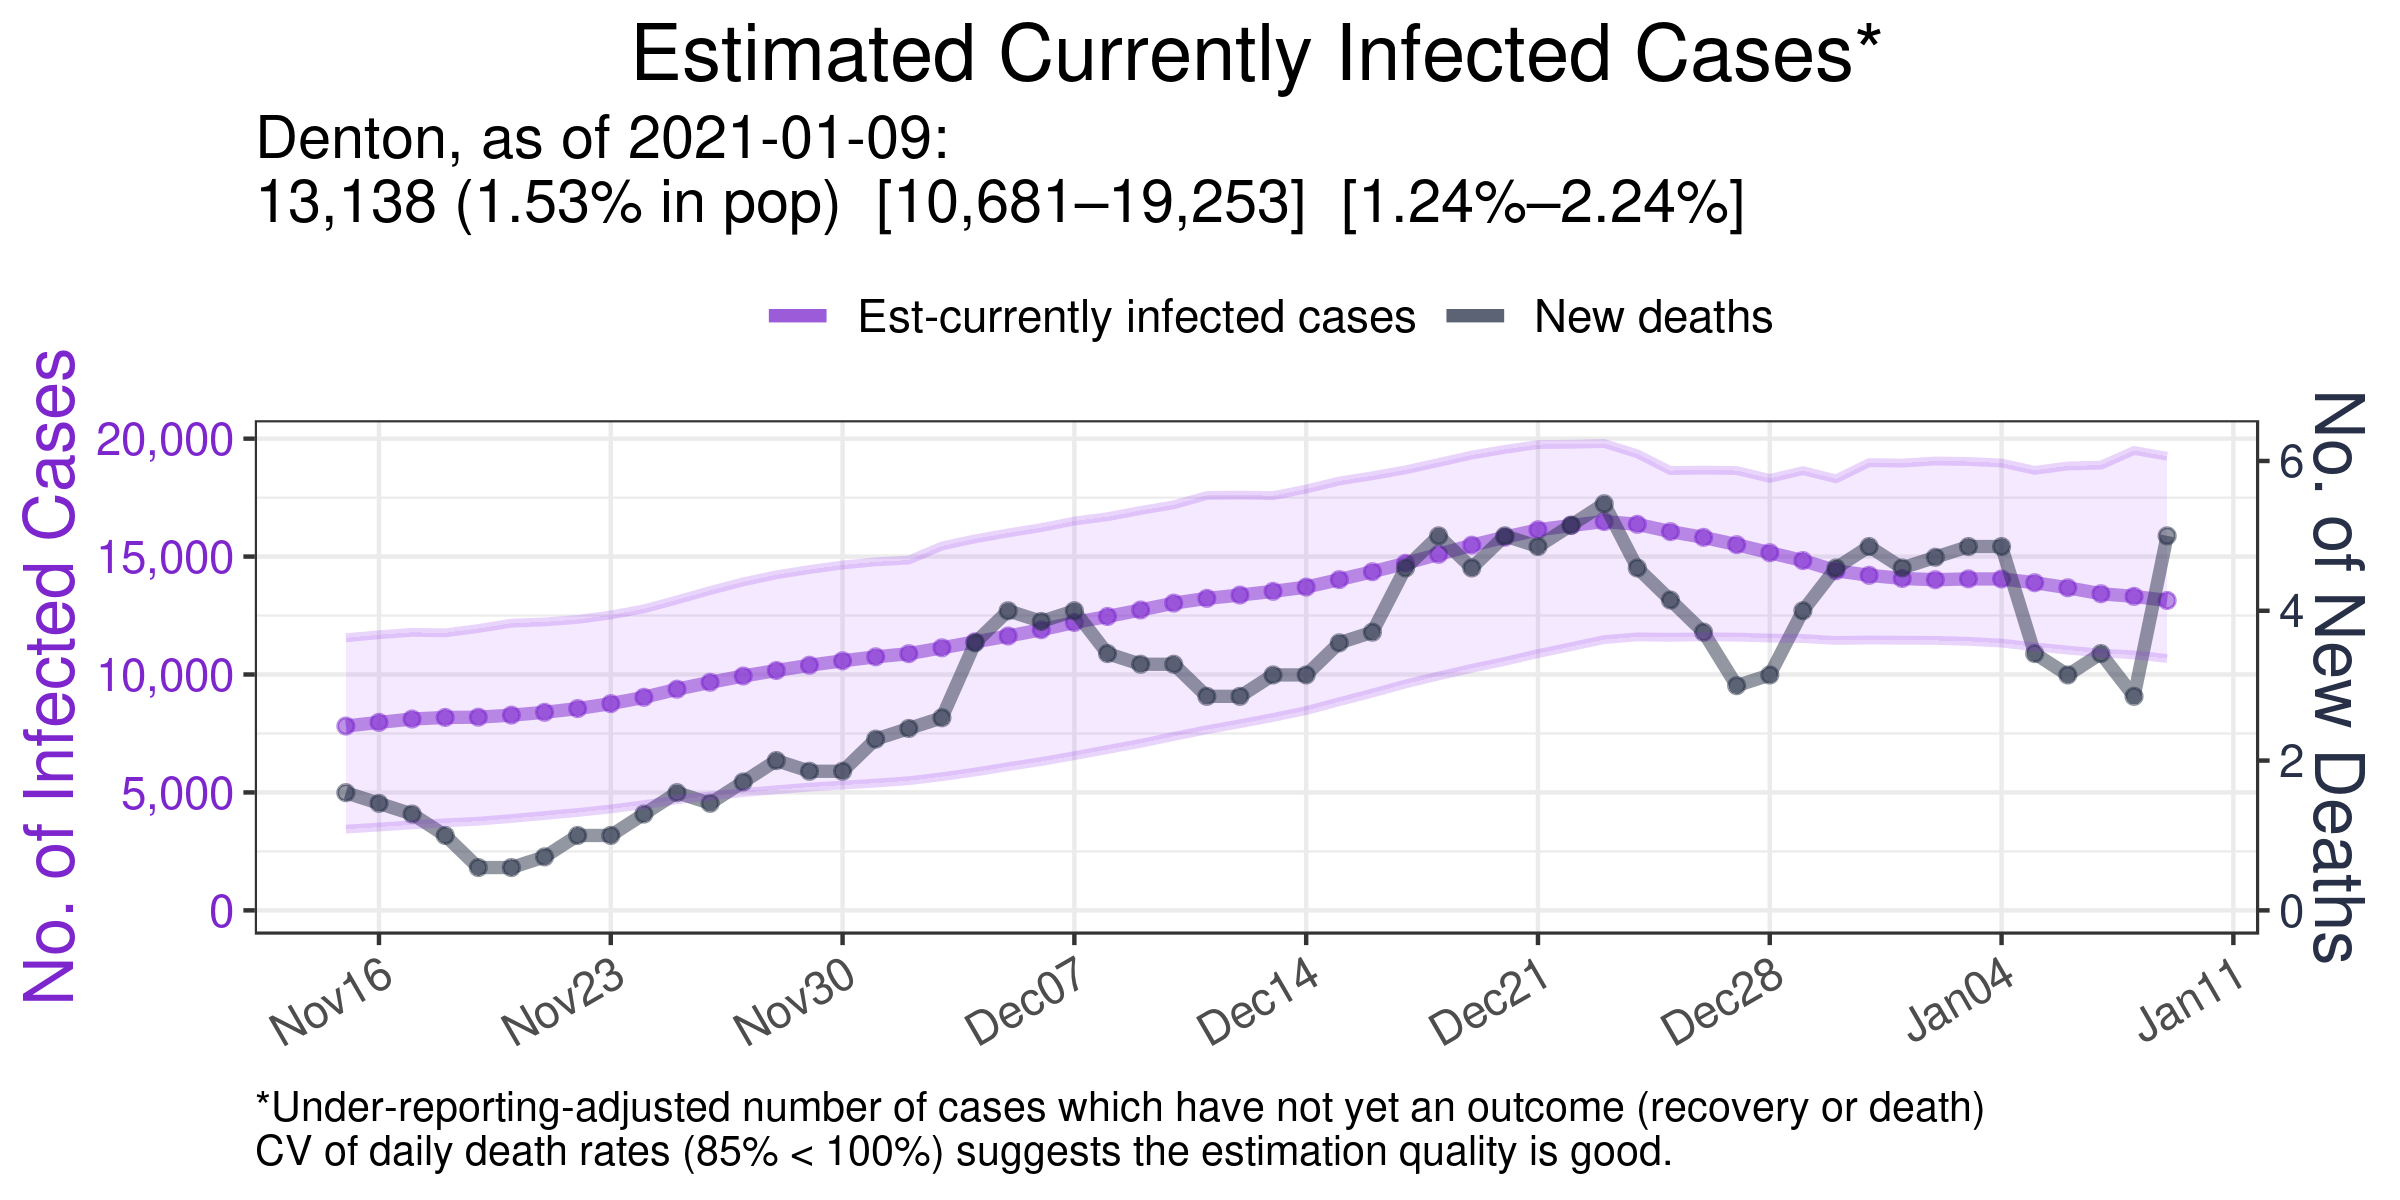 Estimated Currently Infected Cases*
Denton, as of 2021-01-09:
13,138 (1.53% in pop)  [10,681–19,253]  [1.24%–2.24%]
Est-currently infected cases
New deaths
No. of Infected Cases
20,000
15,000
10,000
5,000
0
6
4
2
0
No. of New Deaths
Nov16
Nov23
Nov30
Dec07
Dec14
Dec21
Dec28
Jan04
Jan11
*Under-reporting-adjusted number of cases which have not yet an outcome (recovery or death)
CV of daily death rates (85% < 100%) suggests the estimation quality is good.